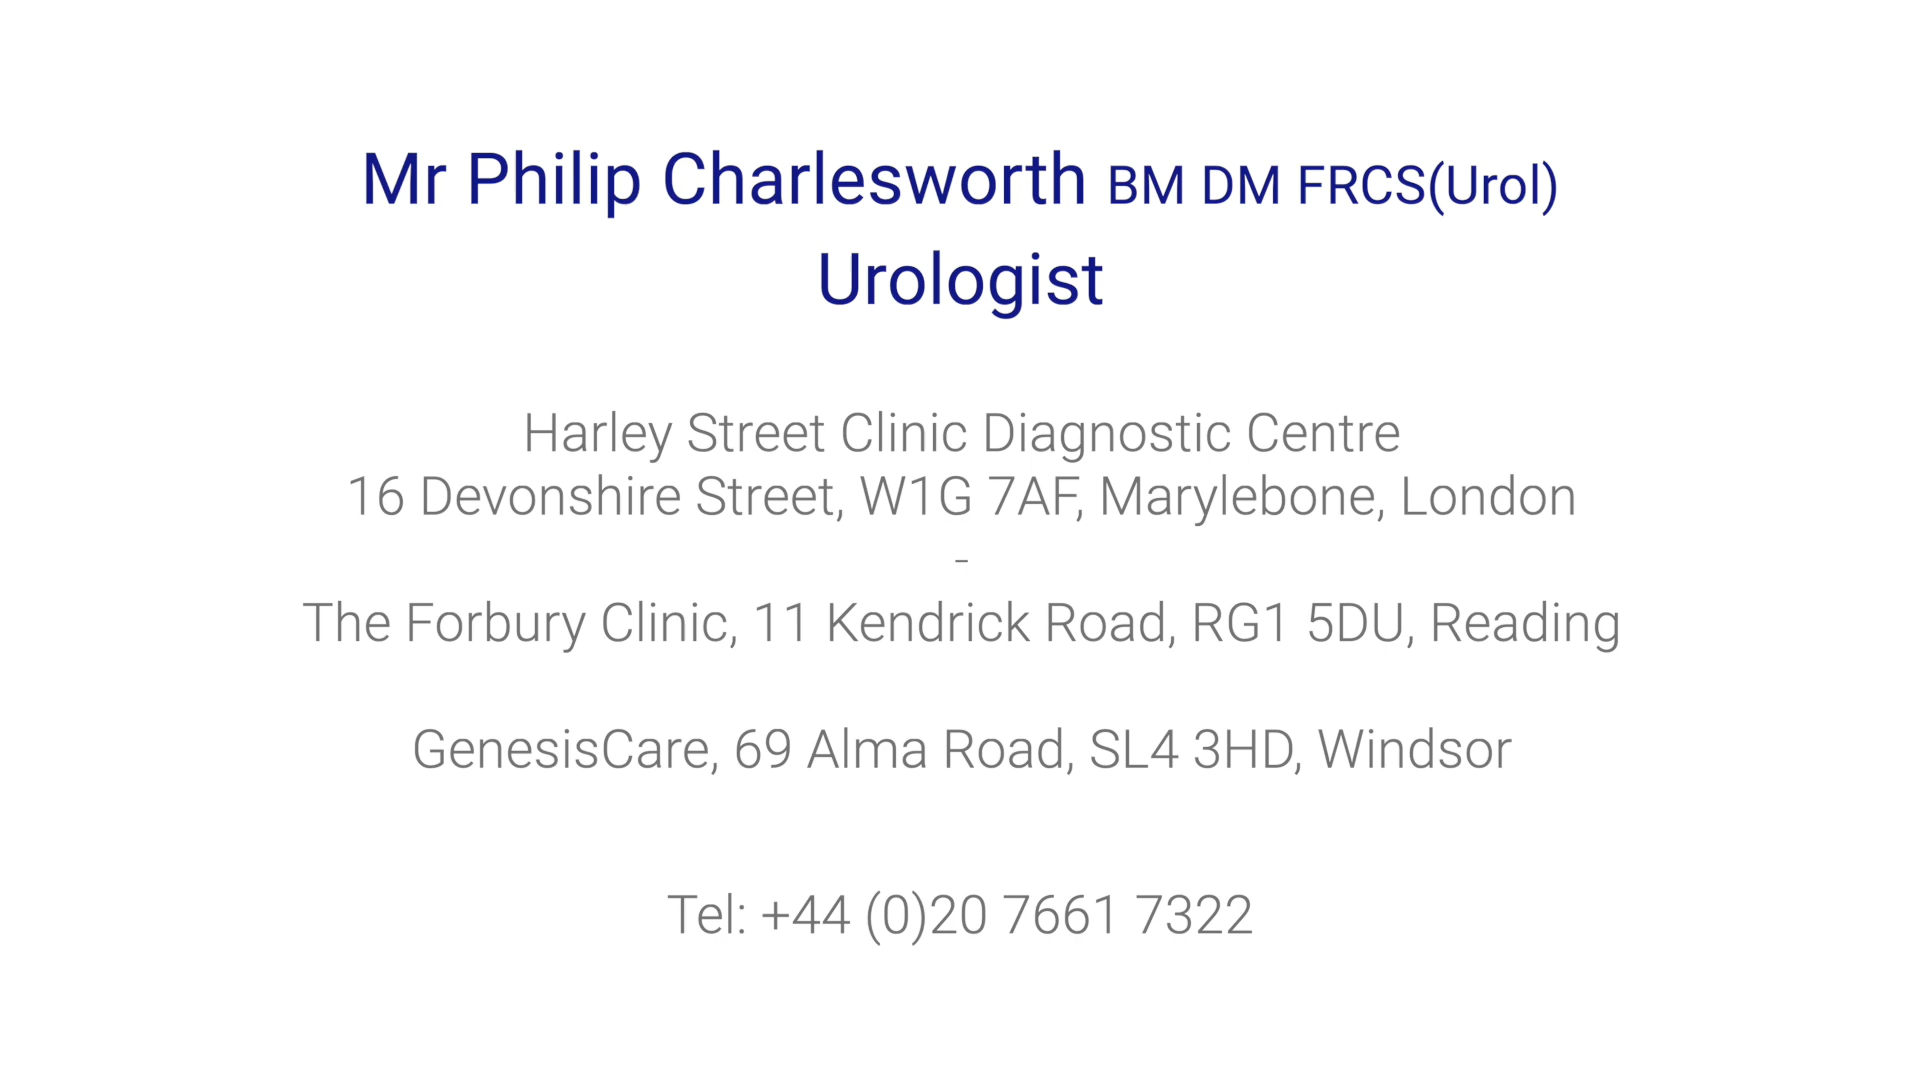 Mr Philip Charlesworth BM DM FRCS(Urol)
Urologist
Harley Street Clinic Diagnostic Centre
16 Devonshire Street, W1G 7AF, Marylebone, London
-
The Forbury Clinic, 11 Kendrick Road, RG1 5DU, Reading
GenesisCare, 69 Alma Road, SL4 3HD, Windsor
Tel: +44 (0)20 7661 7322